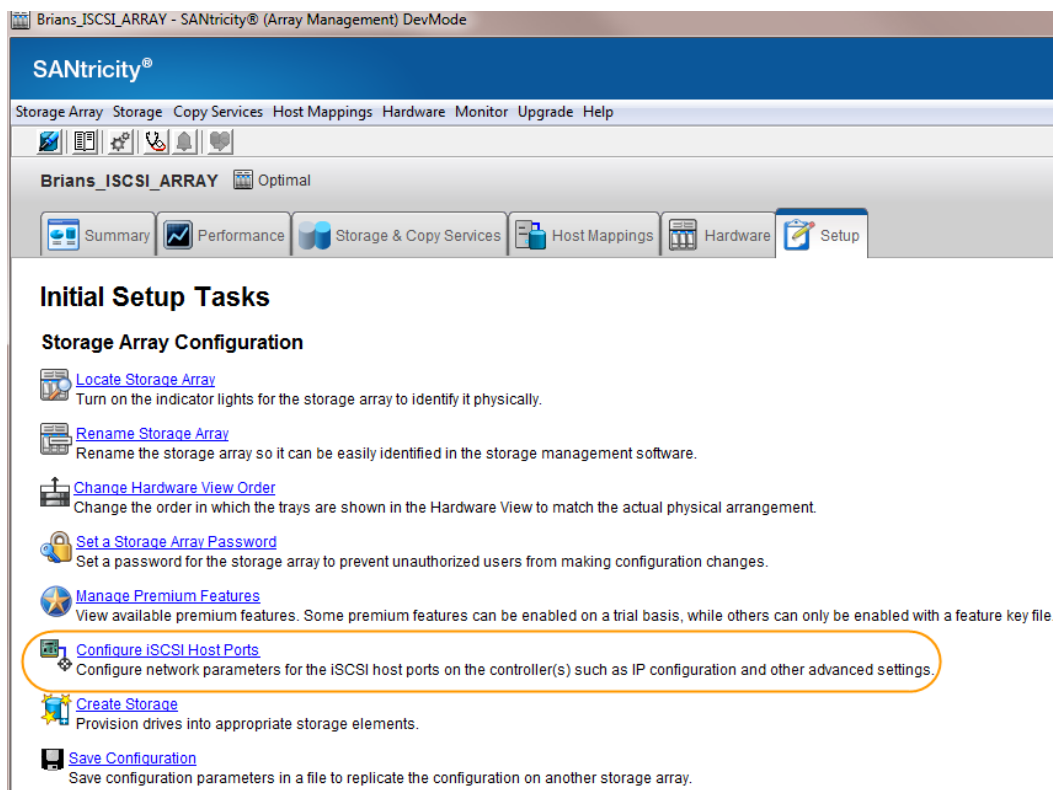 Brians_ISCSI_ARRAY - SANtricity® (Array Management) DevMode
SANtricity®
Storage Array Storage Copy Services Host Mappings Hardware Monitor Upgrade Help
Brians_ISCSI_ARRAY Optimal
Summary Performance Storage & Copy Services Host Mappings Hardware Setup
Initial Setup Tasks
Storage Array Configuration
Locate Storage Array
Turn on the indicator lights for the storage array to identify it physically.
Rename Storage Array
Rename the storage array so it can be easily identified in the storage management software.
Change Hardware View Order
Change the order in which the trays are shown in the Hardware View to match the actual physical arrangement.
Set a Storage Array Password
Set a password for the storage array to prevent unauthorized users from making configuration changes.
Manage Premium Features
View available premium features. Some premium features can be enabled on a trial basis, while others can only be enabled with a feature key file.
Configure iSCSI Host Ports
Configure network parameters for the iSCSI host ports on the controller(s) such as IP configuration and other advanced settings.
Create Storage
Provision drives into appropriate storage elements.
Save Configuration
Save configuration parameters in a file to replicate the configuration on another storage array.